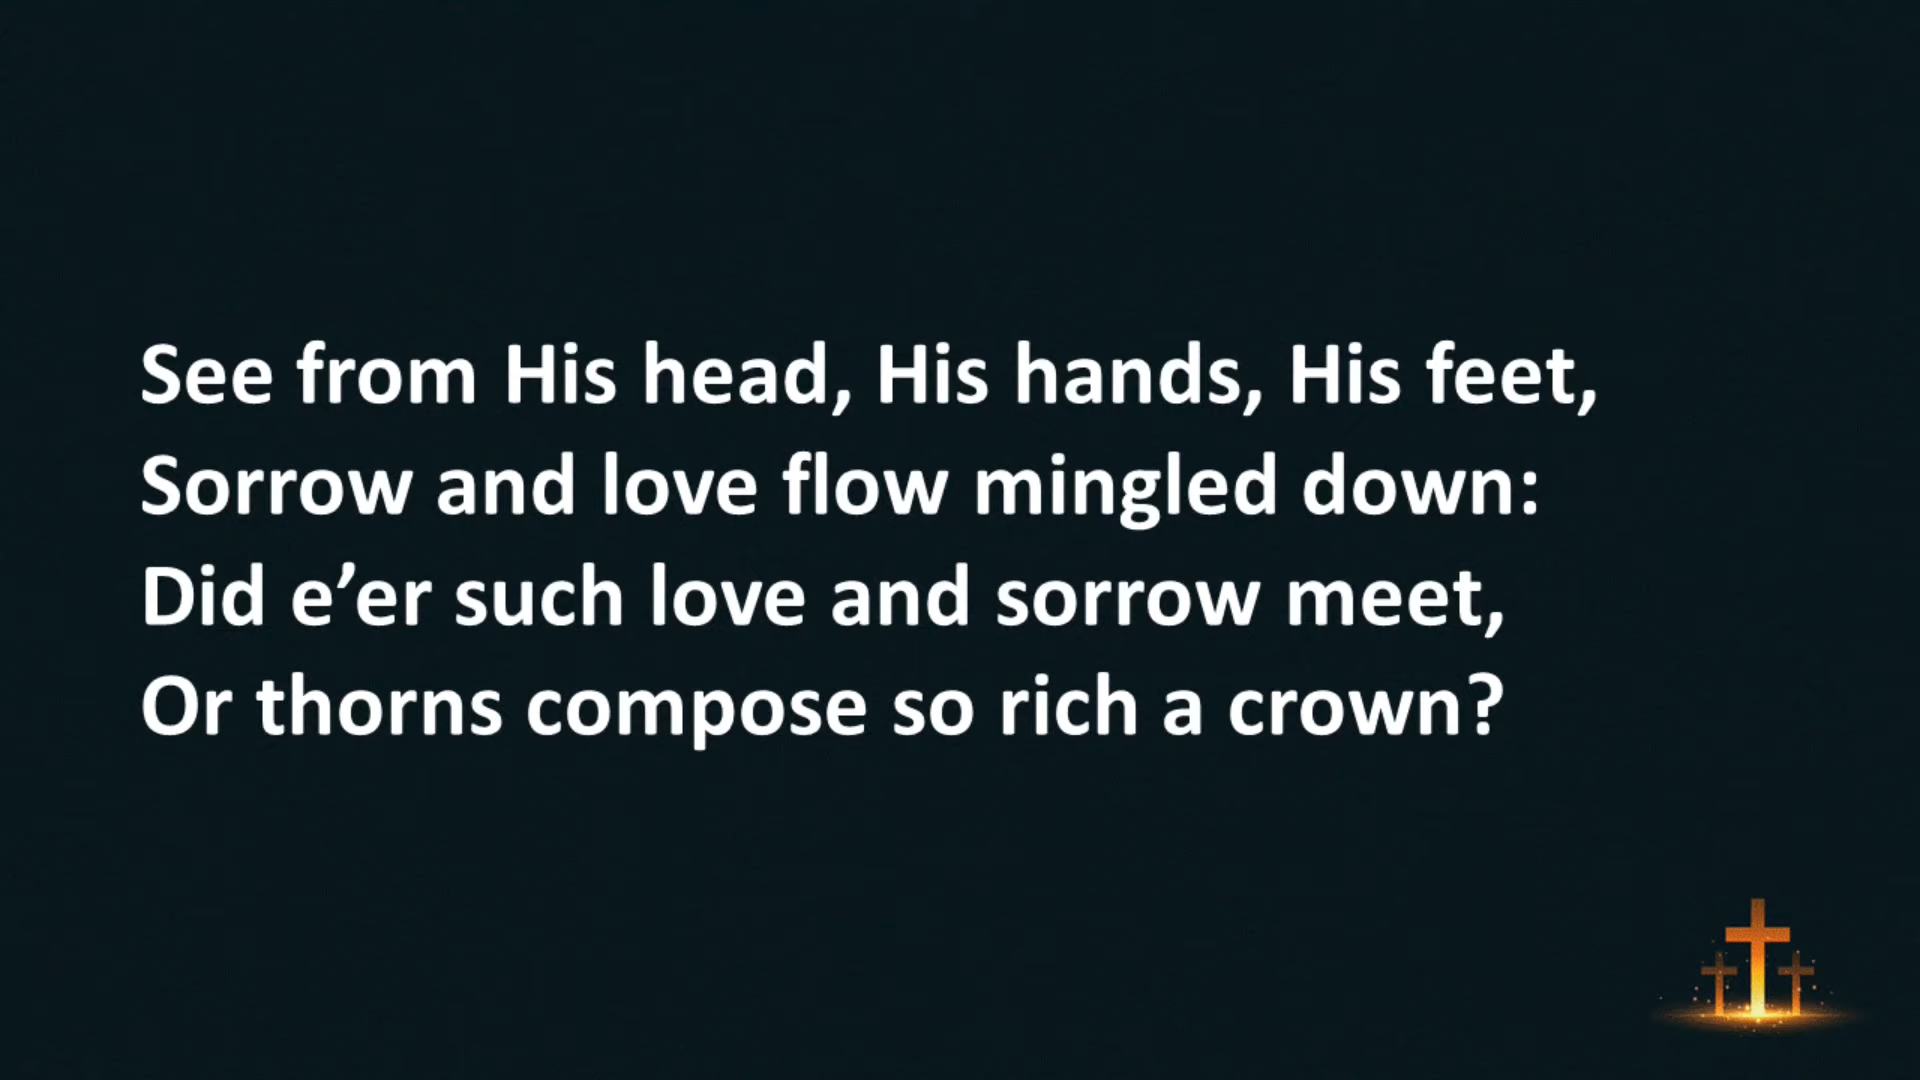 See from His head, His hands, His feet,
Sorrow and love flow mingled down:
Did e’er such love and sorrow meet,
Or thorns compose so rich a crown?